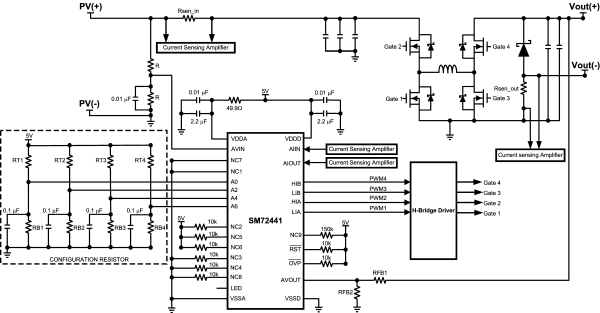 PV(+)
Rsen_in
Vout(+)
Current Sensing Amplifier
Gate 2
Gate 4
Vout(-)
R
Rsen_out
0.01 µF
R
Gate 1
Gate 3
PV(-)
0.01 µF
5V
0.01 µF
49.9Ω
2.2 µF
2.2 µF
Current sensing Amplifier
5V
RT1
RT2
RT3
RT4
0.1 µF
0.1 µF
0.1 µF
0.1 µF
RB1
RB2
RB3
RB4
CONFIGURATION RESISTOR
VDDA
AVIN
NC7
NC1
A0
A2
A4
A6
NC2
NC5
NC6
NC3
NC4
NC8
LED
VSSA
SM72441
VDDD
AIIN
AIOUT
HIB
LIB
HIA
LIA
NC9
RST
OVP
AVOUT
VSSD
Current Sensing Amplifier
Current Sensing Amplifier
PWM4
PWM3
PWM2
PWM1
H-Bridge Driver
Gate 4
Gate 3
Gate 2
Gate 1
5V
10k
10k
10k
10k
10k
10k
5V
150k
10k
10k
RFB1
RFB2